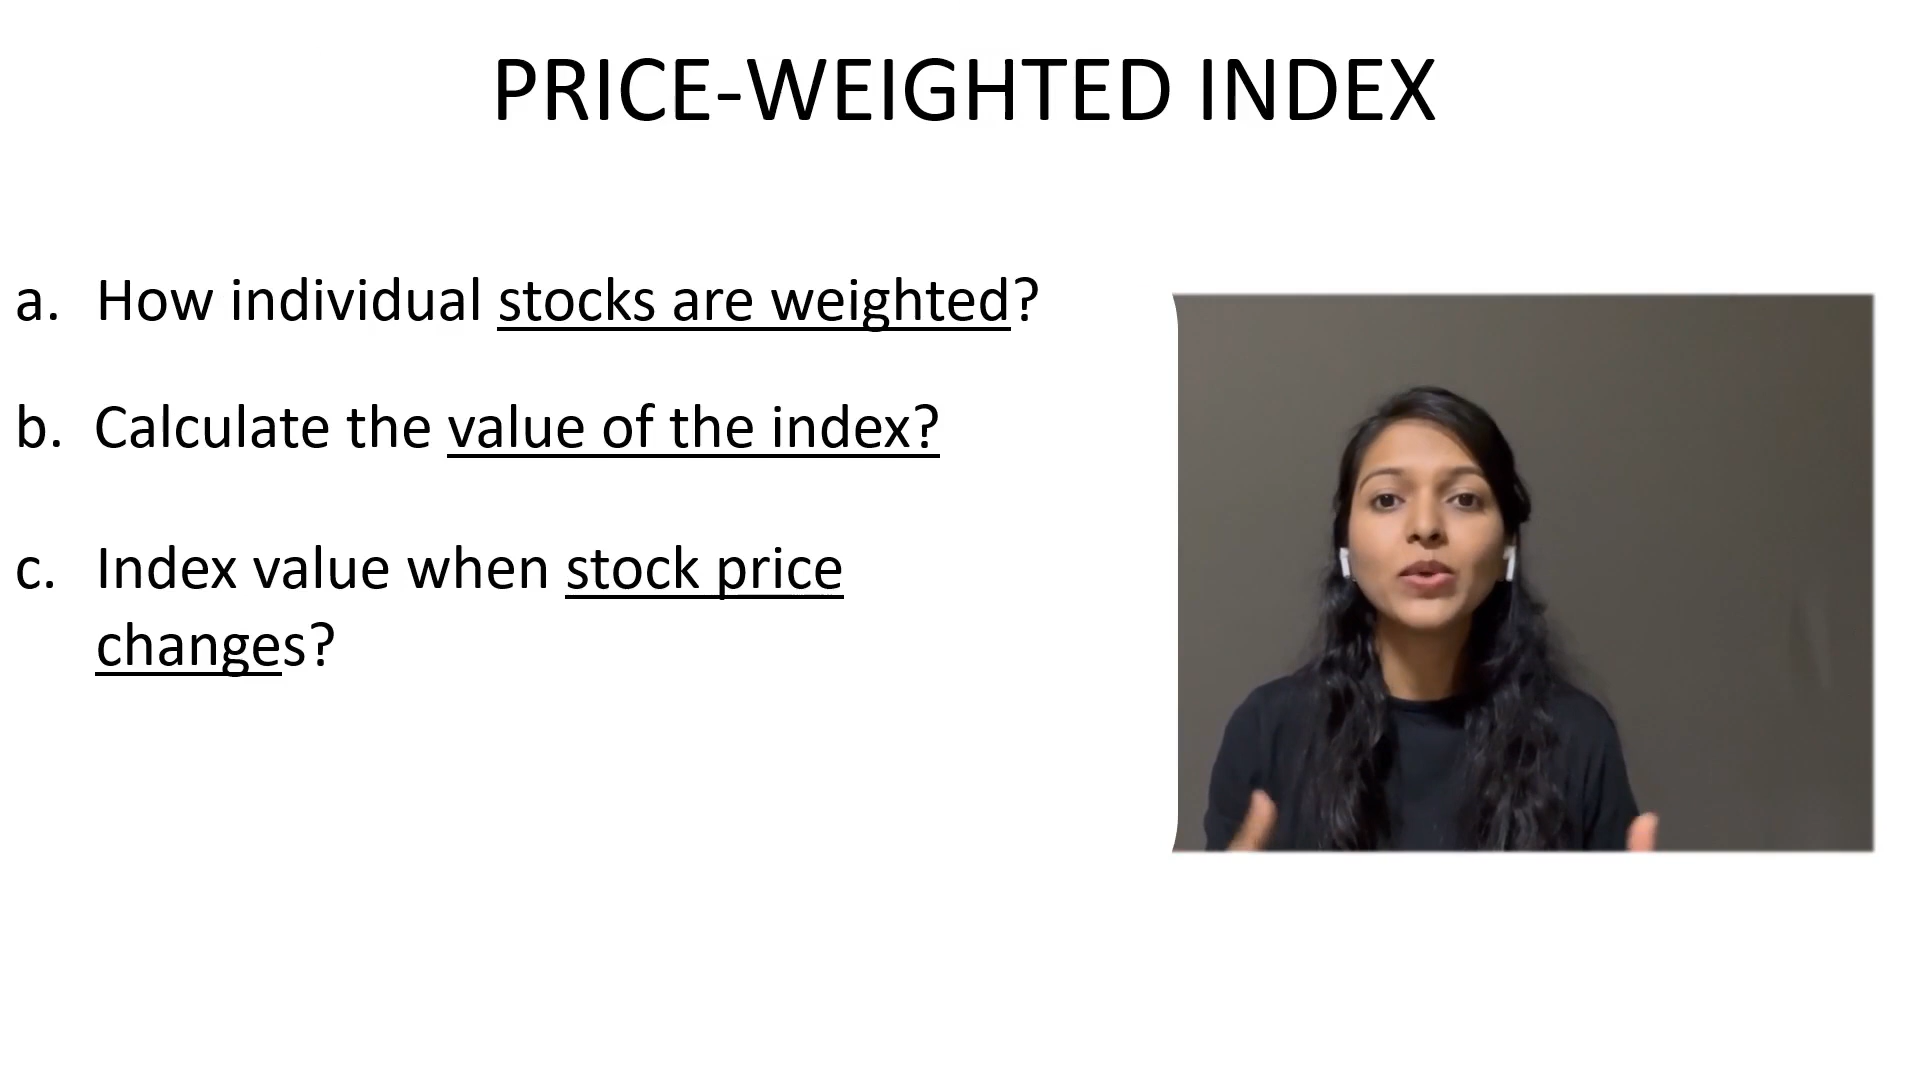 PRICE-WEIGHTED INDEX
a. How individual stocks are weighted?
b. Calculate the value of the index?
c. Index value when stock price
changes?